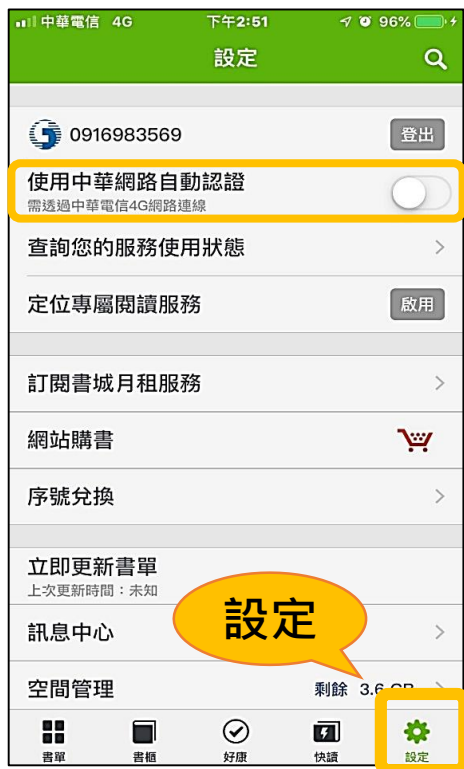 中華電信 4G 下午2:51 96%
設定
0916983569 登出
使用中華網路自動認證
需透過中華電信4G網路連線
查詢您的服務使用狀態
定位專屬閱讀服務 啟用
訂閱書城月租服務
網站購書
序號兌換
立即更新書單
上次更新時間：未知
設定
訊息中心
空間管理 剩餘 3.6 GB
書單 書櫃 好康 快讀 設定